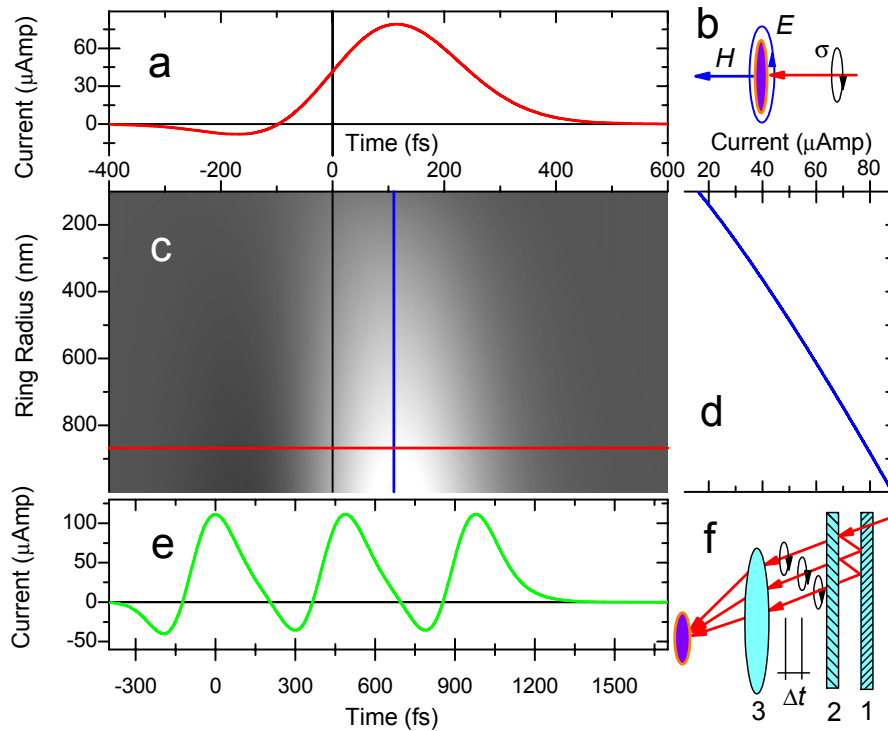 a
Current (μAmp)
60
30
0
Time (fs)
-400 -200 0 200 400 600
b
H
E
σ
Current (μAmp)
20 40 60 80
c
Ring Radius (nm)
200
400
600
800
d
e
Current (μAmp)
100
50
0
-50
-300 0 300 600 900 1200 1500
Time (fs)
f
Δt
3 2 1